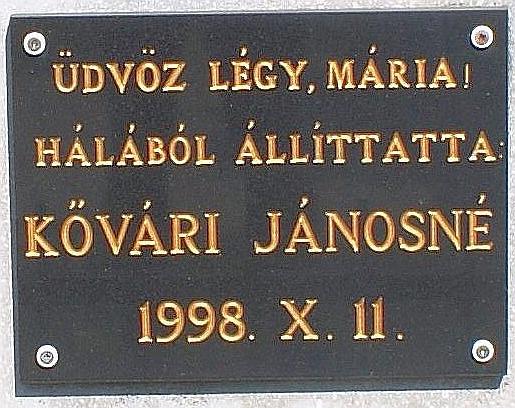 ÜDVÖZ LÉGY, MÁRIA!
HÁLÁBÓL ÁLLÍTTATTA:
KŐVÁRI JÁNOSNÉ
1998. X. 11.